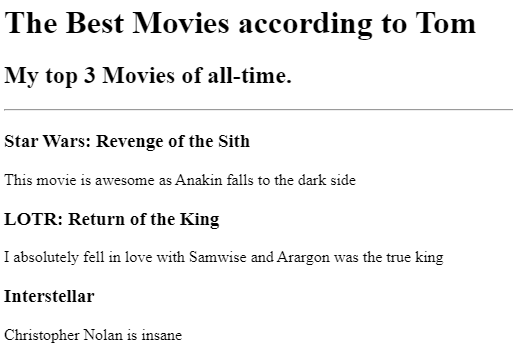 The Best Movies according to Tom
My top 3 Movies of all-time.
Star Wars: Revenge of the Sith
This movie is awesome as Anakin falls to the dark side
LOTR: Return of the King
I absolutely fell in love with Samwise and Arargon was the true king
Interstellar
Christopher Nolan is insane